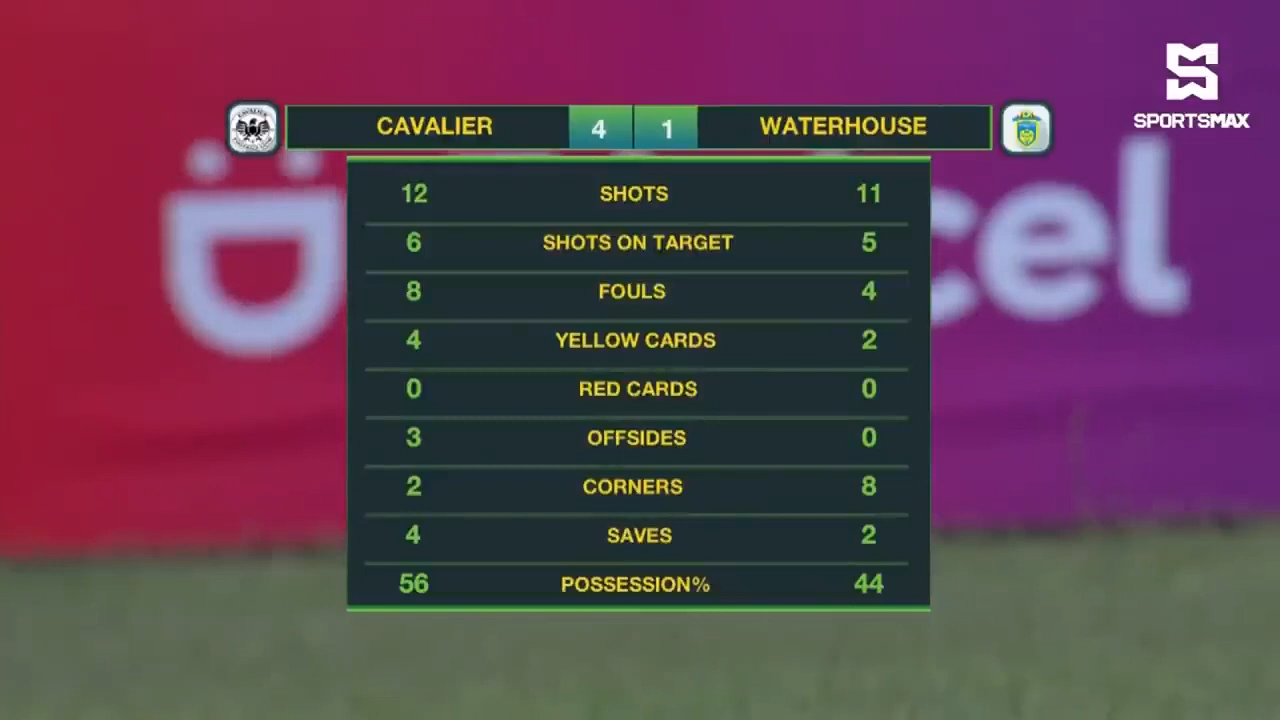 SPORTSMAX
CAVALIER 4 1 WATERHOUSE
12 SHOTS 11
6 SHOTS ON TARGET 5
8 FOULS 4
4 YELLOW CARDS 2
0 RED CARDS 0
3 OFFSIDES 0
2 CORNERS 8
4 SAVES 2
56 POSSESSION% 44